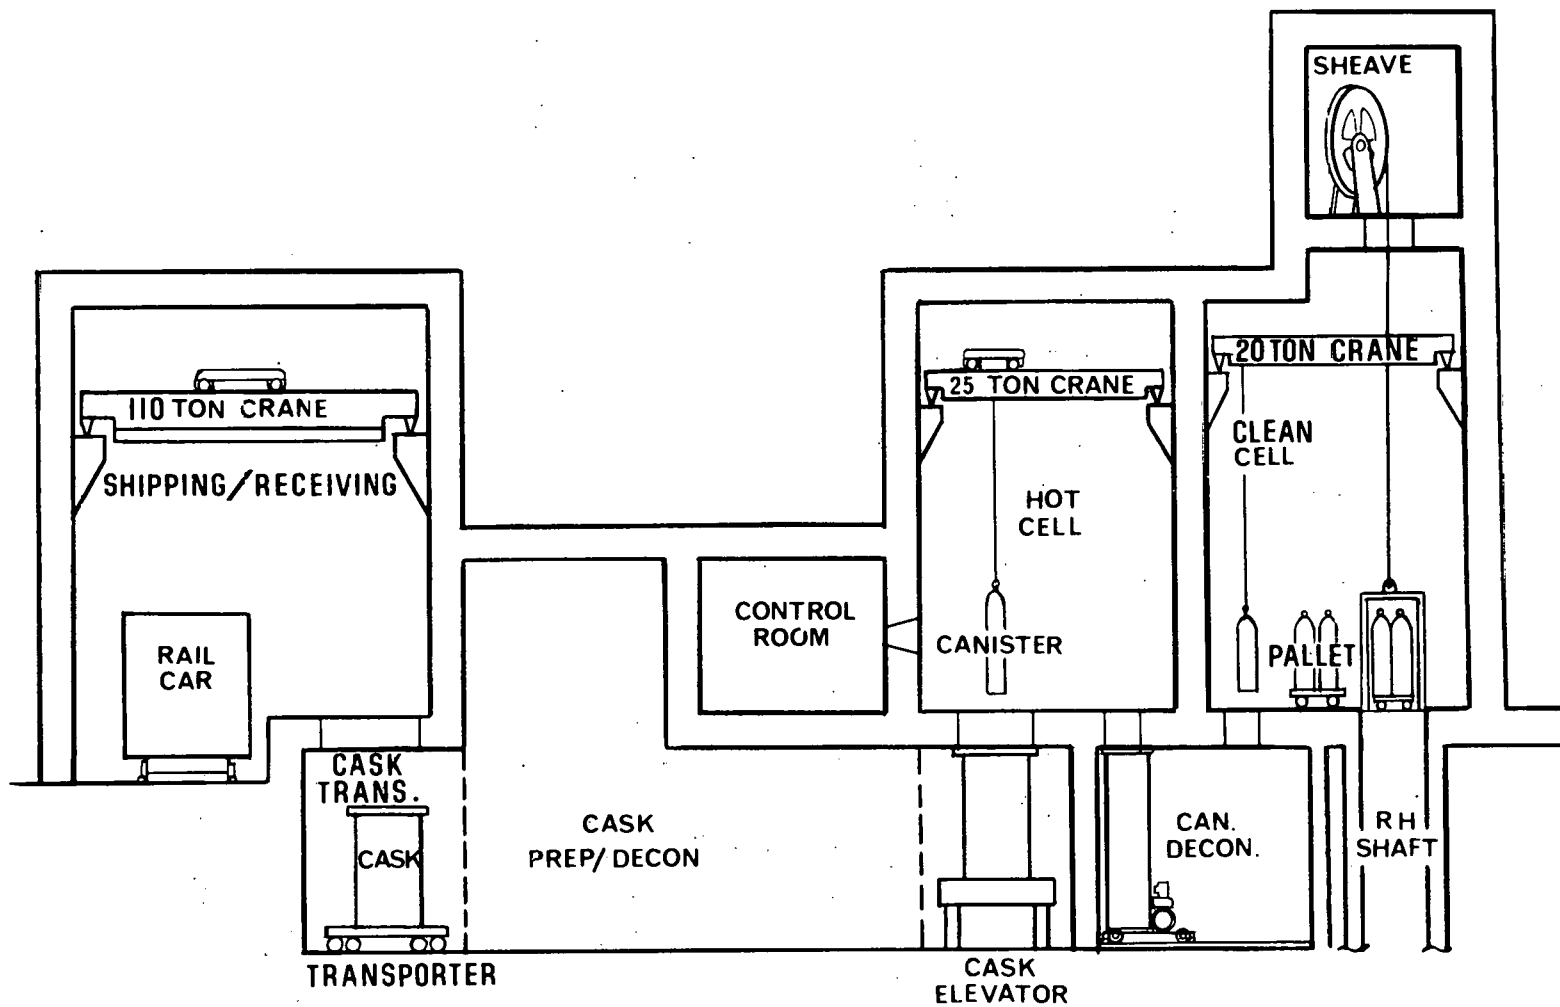 SHEAVE
110 TON CRANE
SHIPPING/RECEIVING
RAIL
CAR
CASK
TRANS.
CASK
TRANSPORTER
CASK
PREP/DECON
CONTROL
ROOM
25 TON CRANE
HOT
CELL
CANISTER
CASK
ELEVATOR
20 TON CRANE
CLEAN
CELL
PALLET
CAN.
DECON.
RH
SHAFT